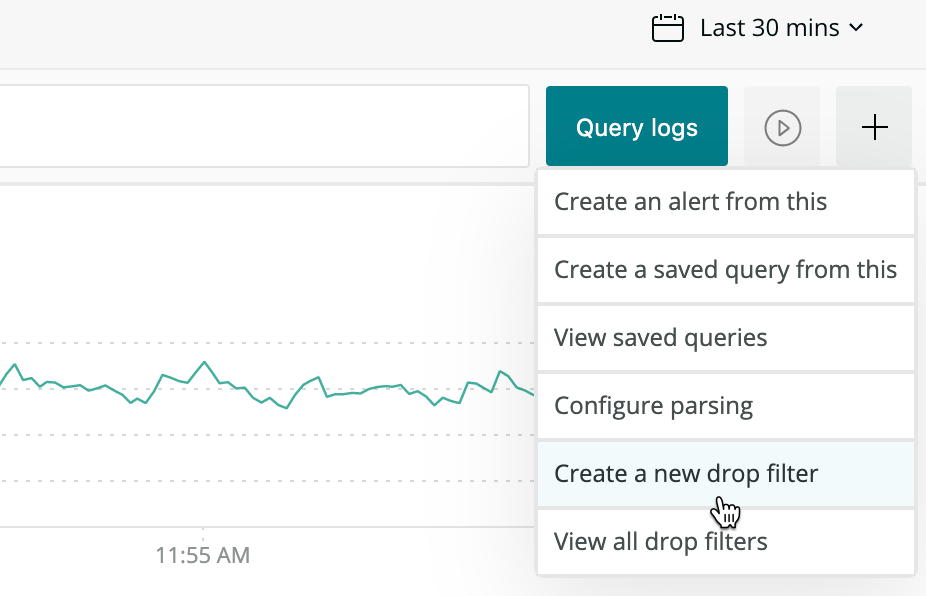 Last 30 mins
Query logs
Create an alert from this
Create a saved query from this
View saved queries
Configure parsing
Create a new drop filter
View all drop filters
11:55 AM